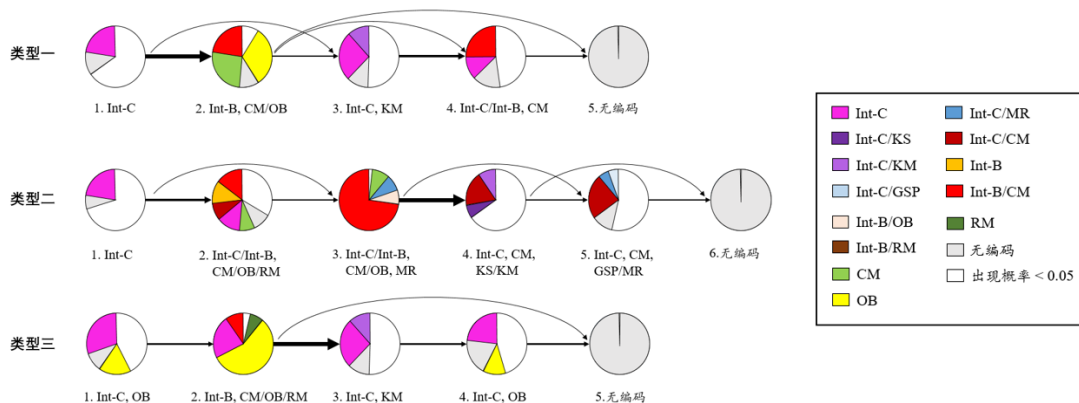 类型一
1. Int-C
2. Int-B, CM/OB
3. Int-C, KM
4. Int-C/Int-B, CM
5.无编码
类型二
1. Int-C
2. Int-C/Int-B,
CM/OB/RM
3. Int-C/Int-B,
CM/OB, MR
4. Int-C, CM,
KS/KM
5. Int-C, CM,
GSP/MR
6.无编码
类型三
1. Int-C, OB
2. Int-B, CM/OB/RM
3. Int-C, KM
4. Int-C, OB
5.无编码
Int-C
Int-C/KS
Int-C/KM
Int-C/GSP
Int-B/OB
Int-B/RM
CM
OB
Int-C/MR
Int-C/CM
Int-B
Int-B/CM
RM
无编码
出现概率 < 0.05